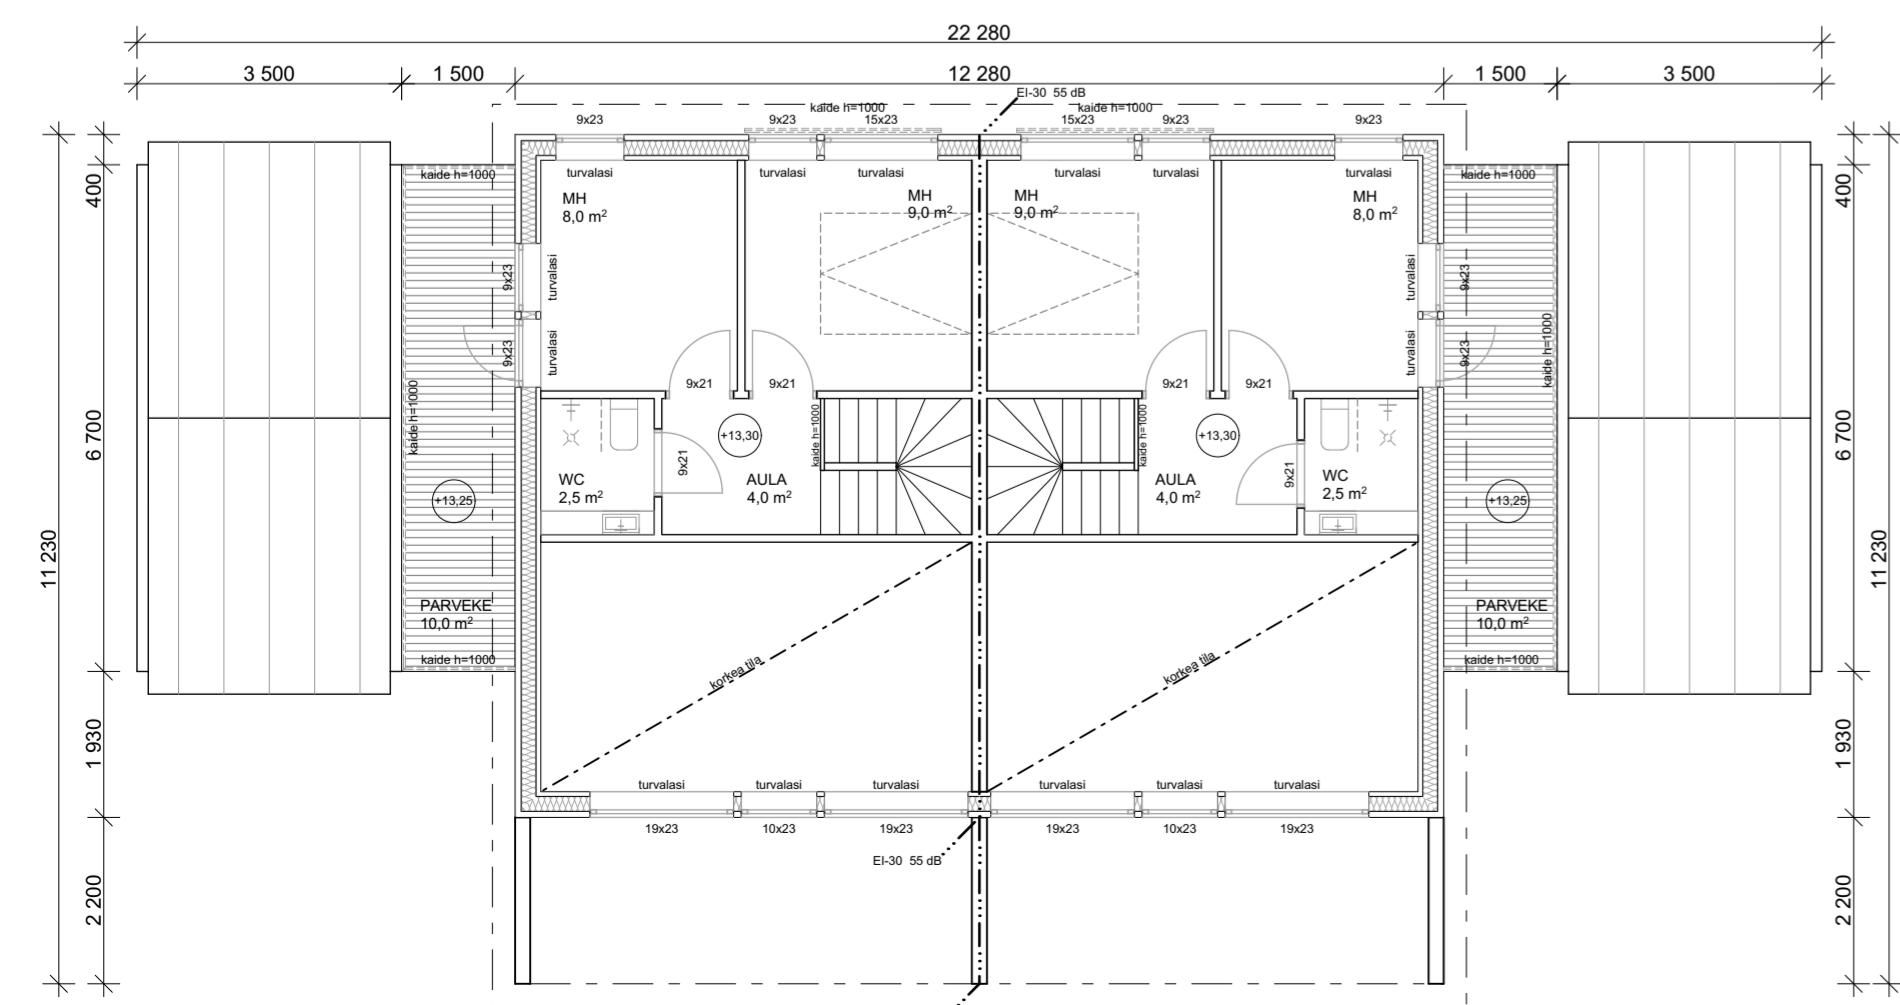 22 280
3 500
1 500
12 280
1 500
3 500
EI-30 55 dB
kaide h=1000
kaide h=1000
9x23
9x23
15x23
15x23
9x23
9x23
400
kaide h=1000
turvalasi
turvalasi
turvalasi
turvalasi
turvalasi
turvalasi
kaide h=1000
400
MH
8,0 m²
MH
9,0 m²
MH
9,0 m²
MH
8,0 m²
9x23
turvalasi
turvalasi
9x23
9x23
turvalasi
turvalasi
9x23
kaide h=1000
9x21
9x21
9x21
9x21
6 700
kaide h=1000
+13,30
kaide h=1000
kaide h=1000
+13,30
6 700
9x21
9x21
WC
2,5 m²
AULA
4,0 m²
AULA
4,0 m²
WC
2,5 m²
+13,25
+13,25
11 230
11 230
PARVEKE
10,0 m²
PARVEKE
10,0 m²
kaide h=1000
korkea tila
korkea tila
kaide h=1000
1 930
1 930
turvalasi
turvalasi
turvalasi
turvalasi
turvalasi
turvalasi
19x23
10x23
19x23
19x23
10x23
19x23
EI-30 55 dB
2 200
2 200